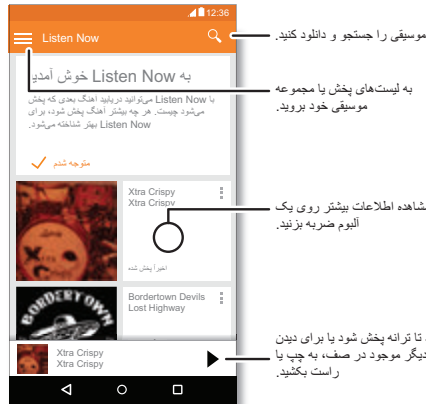 12:36
Listen Now
موسیقی را جستجو و دانلود کنید.
به Listen Now خوش آمدید
با Listen Now می‌توانید دریابید آهنگ بعدی که پخش
می‌شود چیست. هر چه بیشتر آهنگ پخش شود، برای
Listen Now بهتر شناخته می‌شود.
متوجه شدم
به لیست‌های پخش یا مجموعه
موسیقی خود بروید.
Xtra Crispy
Xtra Crispy
اخیراً پخش شده
مشاهده اطلاعات بیشتر روی یک
آلبوم ضربه بزنید.
BORDERTOWN
Bordertown Devils
Lost Highway
Xtra Crispy
Xtra Crispy
تا ترانه پخش شود یا برای دیدن
دیگر موجود در صف، به چپ یا
راست بکشید.